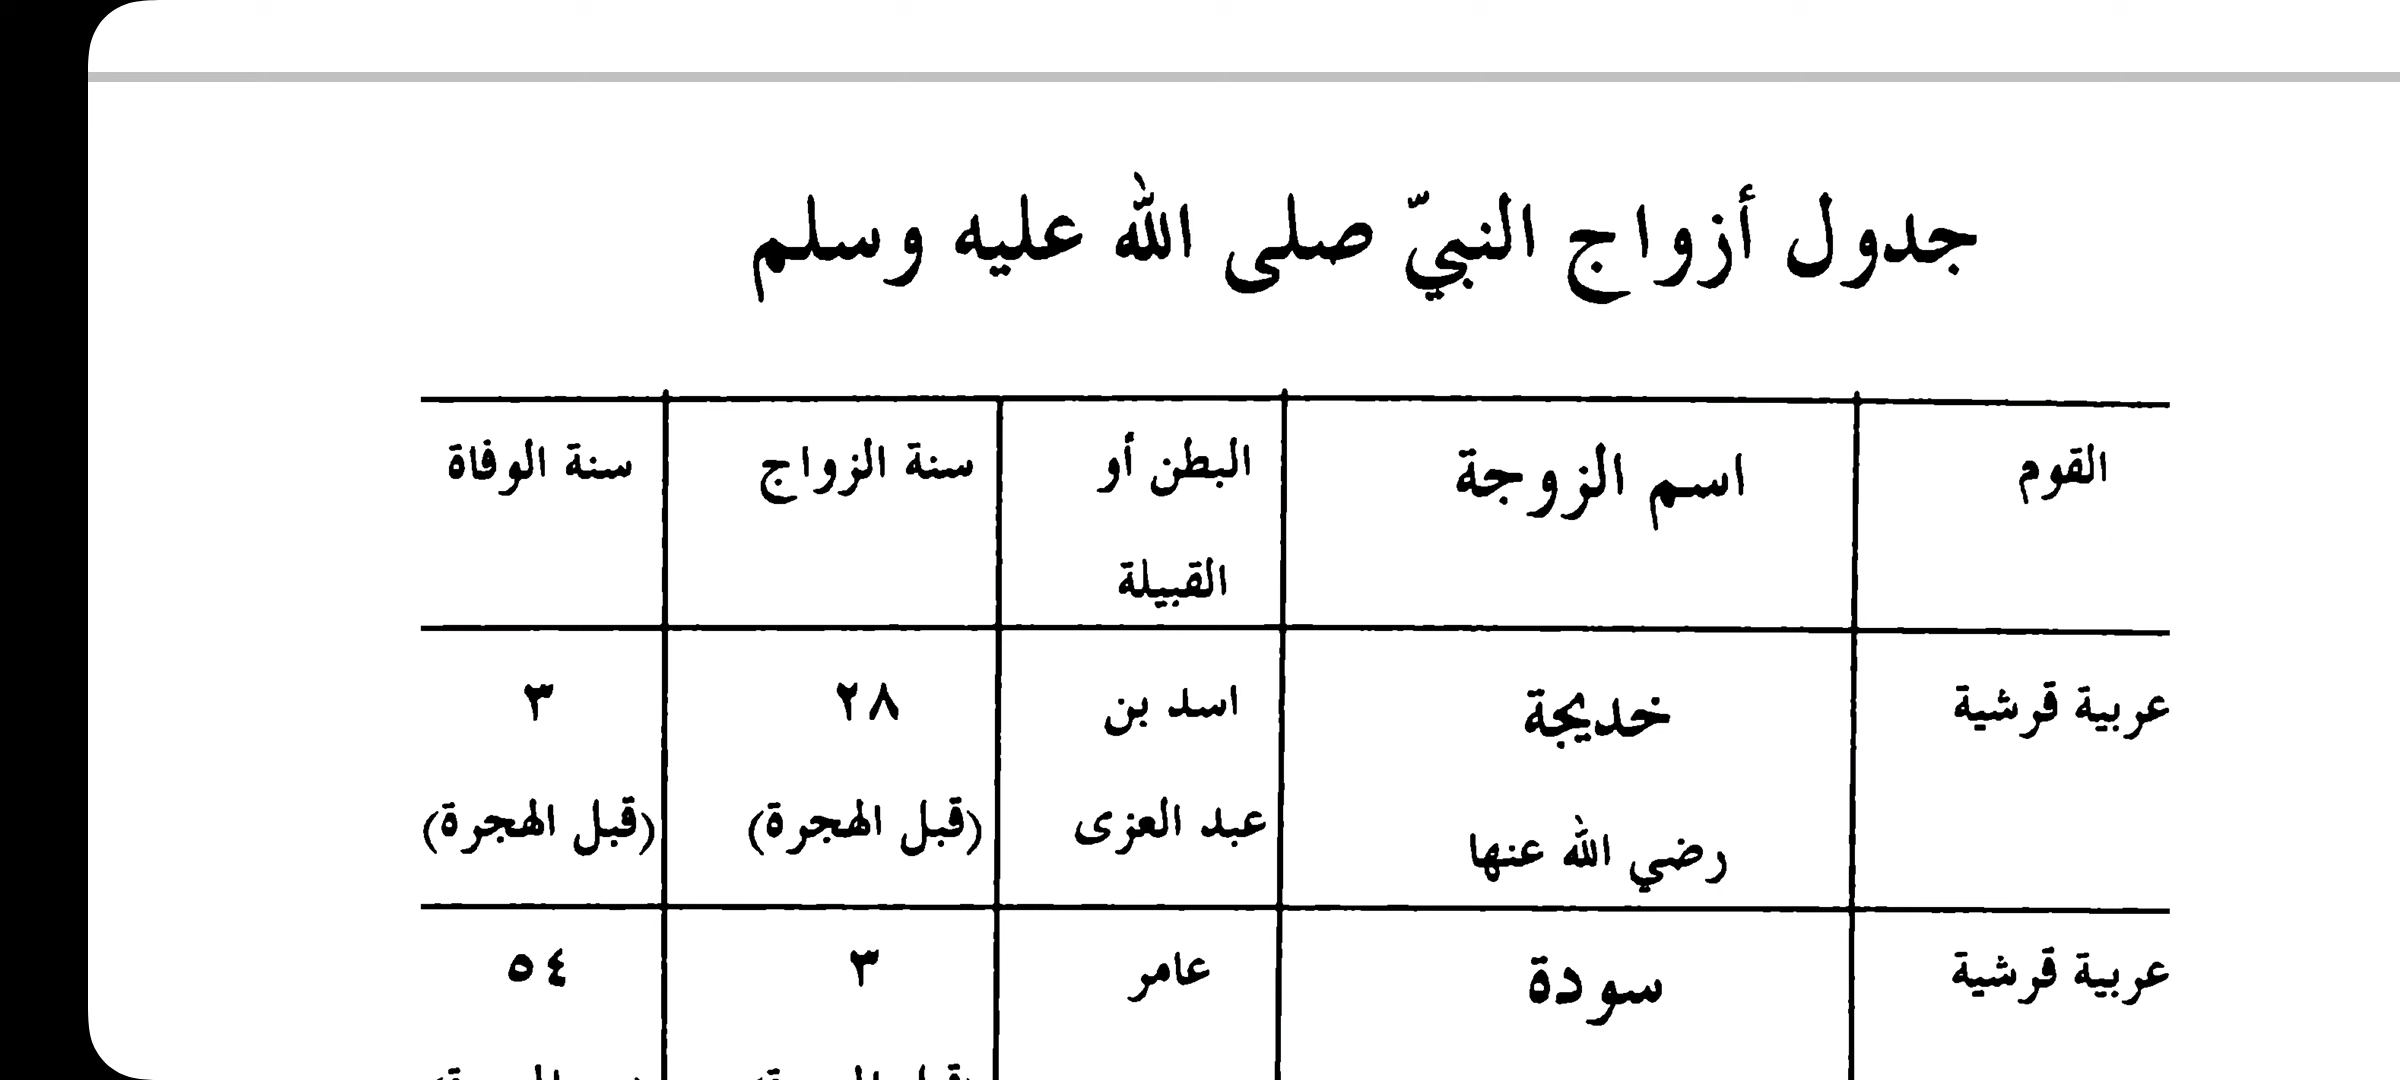 جدول أزواج النبيّ صلى الله عليه وسلم
القوم
اسم الزوجة
البطن أو
القبيلة
سنة الزواج
سنة الوفاة
عربية قرشية
خديجة
رضي الله عنها
اسد بن
عبد العزى
٢٨
(قبل الهجرة)
٣
(قبل الهجرة)
عربية قرشية
سودة
عامر
٣
٥٤